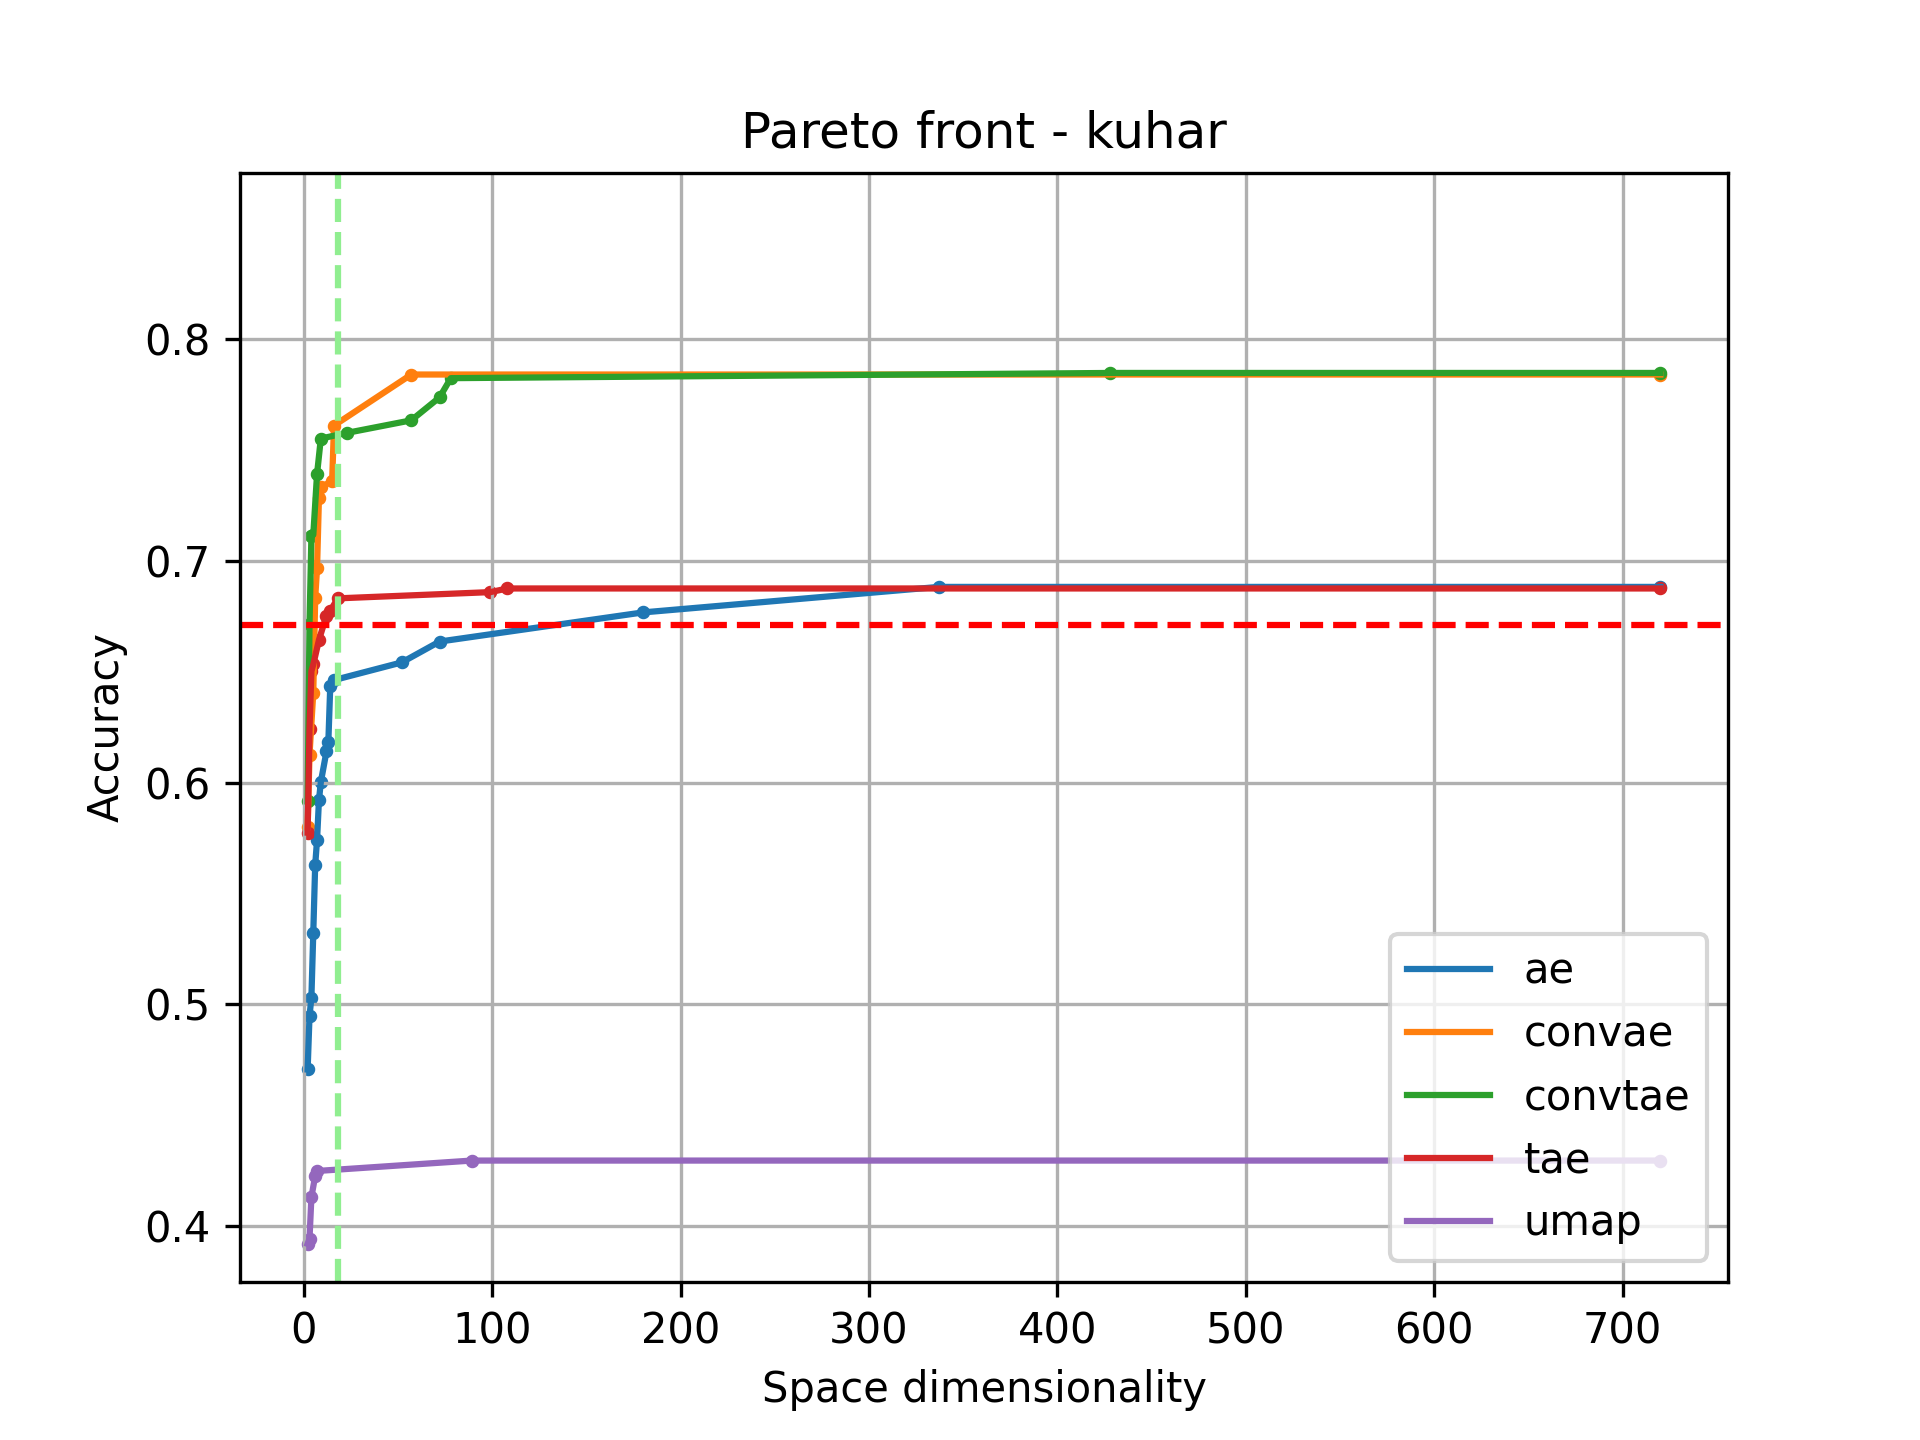 Pareto front - kuhar
Accuracy
0.8
0.7
0.6
0.5
0.4
0 100 200 300 400 500 600 700
Space dimensionality
ae
convae
convtae
tae
umap